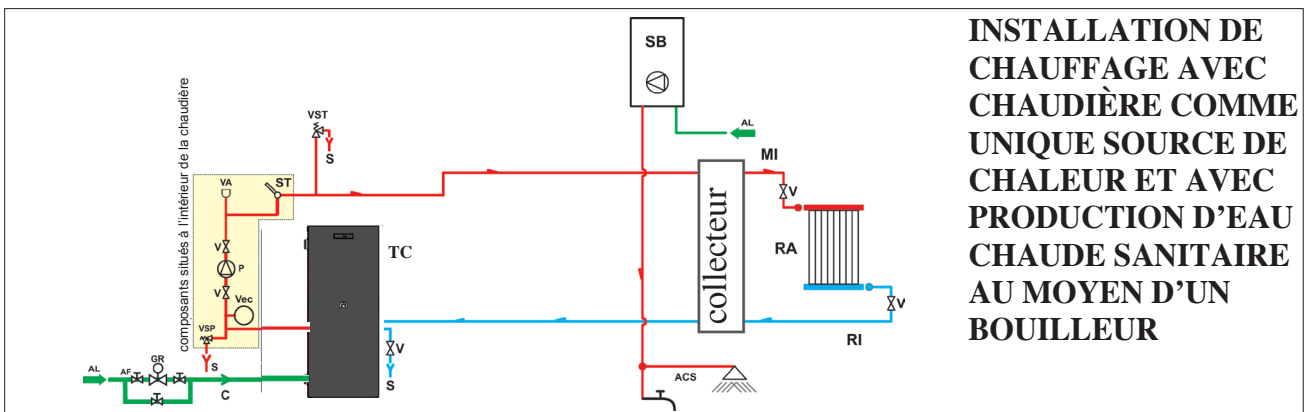 INSTALLATION DE
CHAUFFAGE AVEC
CHAUDIÈRE COMME
UNIQUE SOURCE DE
CHALEUR ET AVEC
PRODUCTION D’EAU
CHAUDE SANITAIRE
AU MOYEN D’UN
BOUILLEUR
composants situés à l’intérieur de la chaudière
VA
ST
VST
S
V
P
V
Vec
VSP
S
TC
V
S
AL
AF
GR
C
SB
AL
MI
collecteur
V
RA
V
RI
ACS